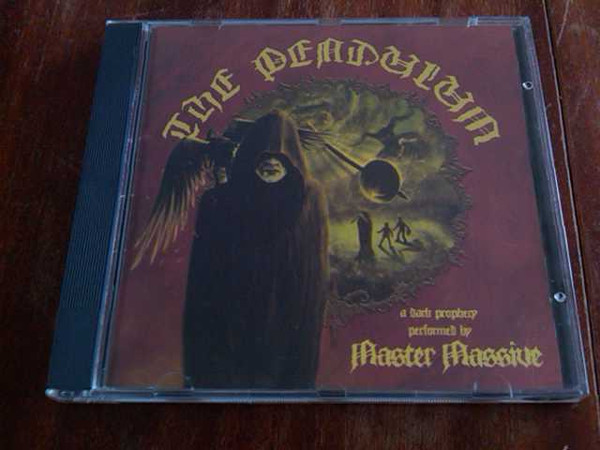 THE PENDULUM
a dark prophecy
performed by
Master Massive